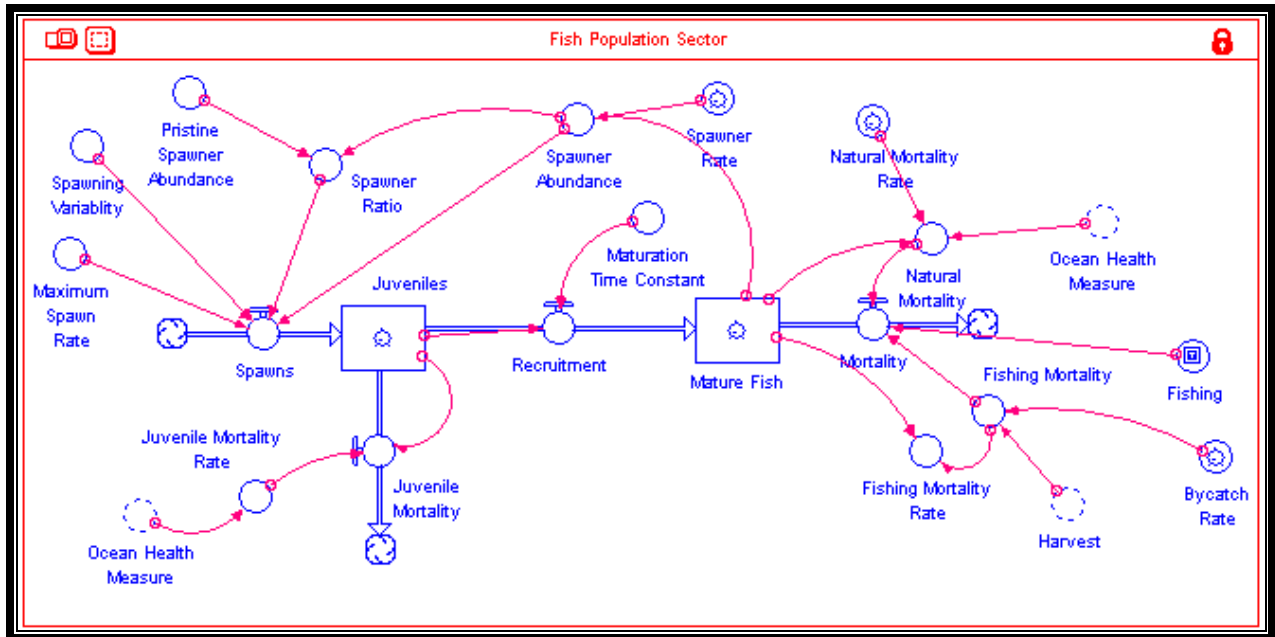 Fish Population Sector
Pristine
Spawner
Abundance
Spawning
Variablity
Spawner
Ratio
Spawner
Abundance
Spawner
Rate
Natural Mortality
Rate
Maximum
Spawn
Rate
Maturation
Time Constant
Ocean Health
Measure
Natural
Mortality
Juveniles
Spawns
Recruitment
Mature Fish
Mortality
Fishing Mortality
Fishing
Juvenile Mortality
Rate
Juvenile
Mortality
Fishing Mortality
Rate
Bycatch
Rate
Harvest
Ocean Health
Measure